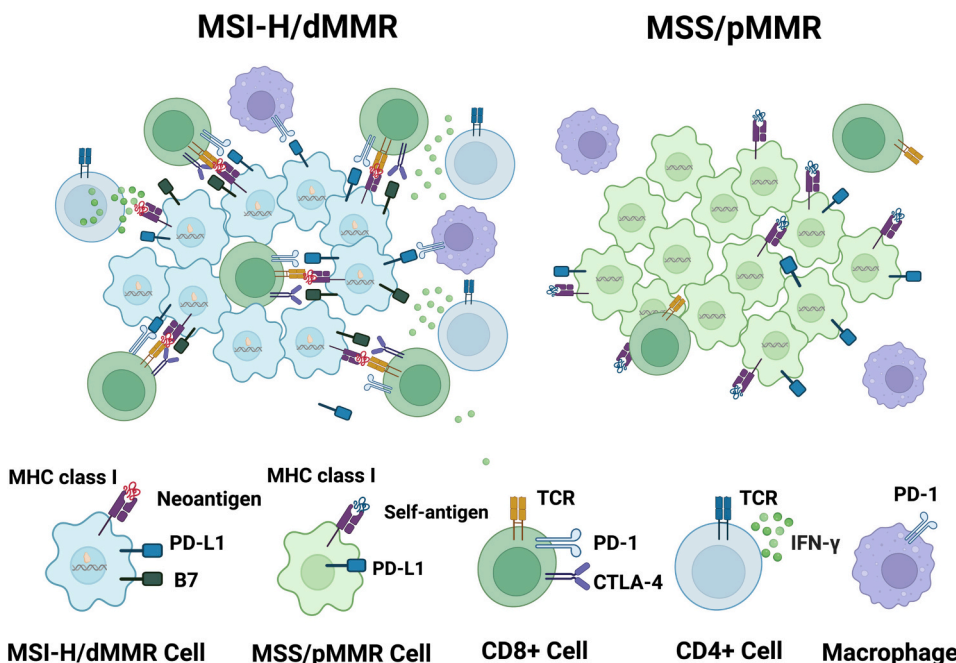 MSI-H/dMMR
MSS/pMMR
MHC class I
Neoantigen
PD-L1
B7
MSI-H/dMMR Cell
MHC class I
Self-antigen
PD-L1
MSS/pMMR Cell
TCR
PD-1
CTLA-4
CD8+ Cell
TCR
IFN-γ
CD4+ Cell
PD-1
Macrophage